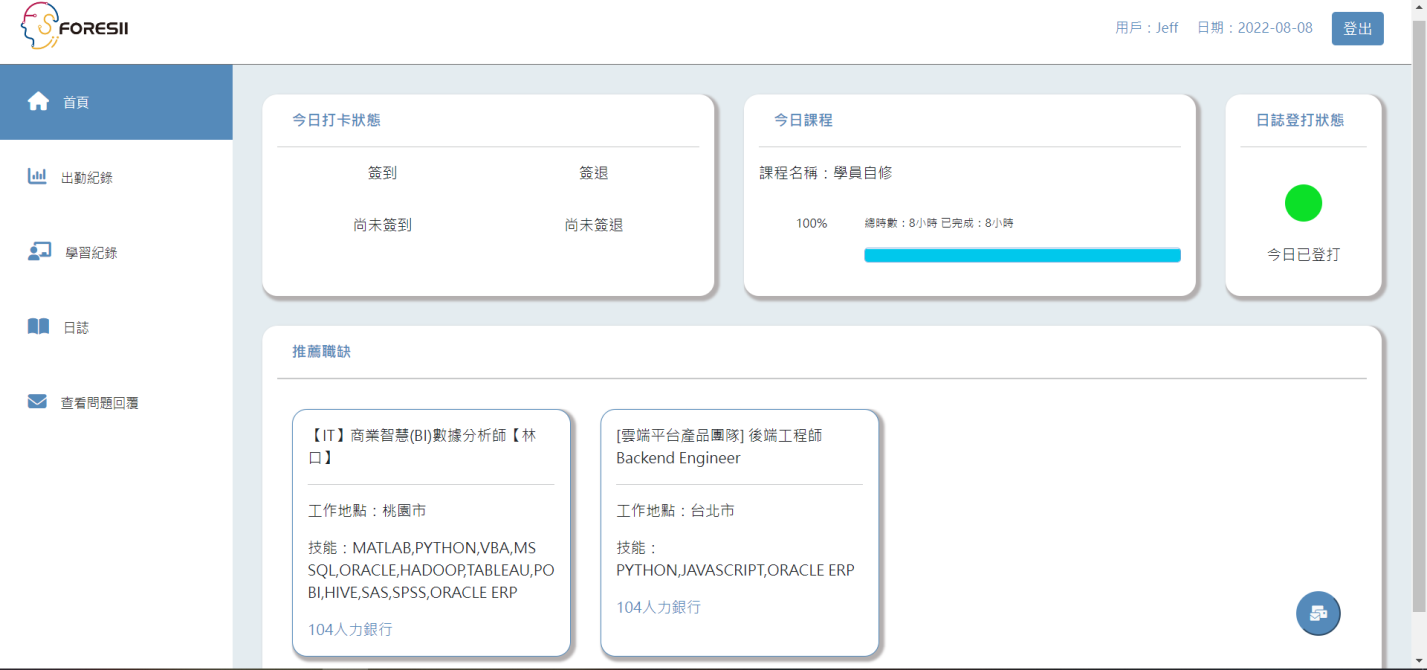 FORESII
用戶：Jeff 日期：2022-08-08 登出
首頁
出勤紀錄
學習紀錄
日誌
查看問題回覆
今日打卡狀態
簽到 簽退
尚未簽到 尚未簽退
今日課程
課程名稱：學員自修
100% 總時數：8小時 已完成：8小時
日誌登打狀態
今日已登打
推薦職缺
【IT】商業智慧(BI)數據分析師【林
口】
工作地點：桃園市
技能：MATLAB,PYTHON,VBA,MS
SQL,ORACLE,HADOOP,TABLEAU,PO
BI,HIVE,SAS,SPSS,ORACLE ERP
104人力銀行
[雲端平台產品團隊] 後端工程師
Backend Engineer
工作地點：台北市
技能：
PYTHON,JAVASCRIPT,ORACLE ERP
104人力銀行